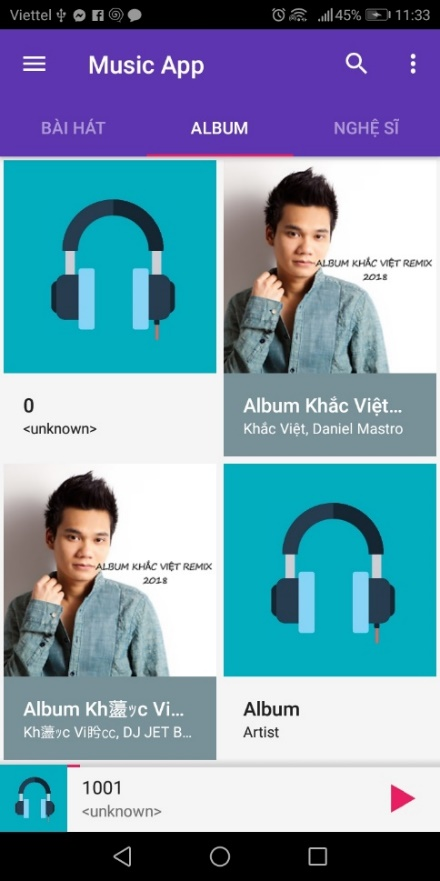 Viettel 45% 11:33
Music App
BÀI HÁT ALBUM NGHỆ SĨ
ALBUM KHẮC VIỆT REMIX
2018
0
<unknown>
Album Khắc Việt...
Khắc Việt, Daniel Mastro
ALBUM KHẮC VIỆT REMIX
2018
Album Kh蘯ｯc Vi...
Kh蘯ｯc Vi盻㏄, DJ JET B...
Album
Artist
1001
<unknown>